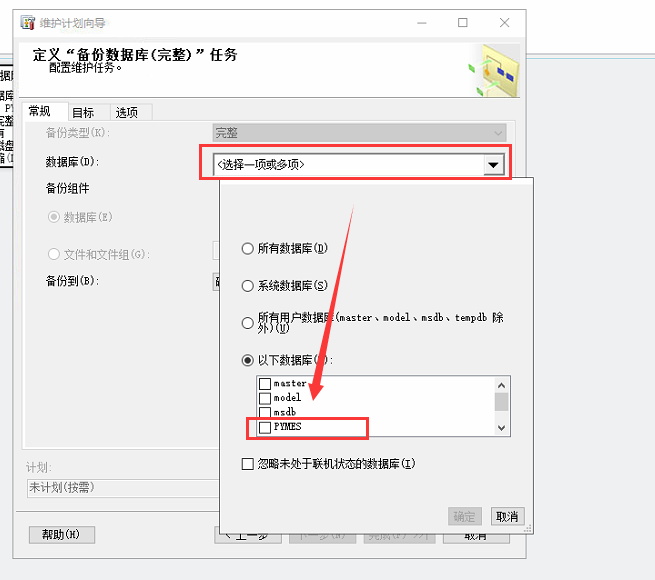 维护计划向导
定义“备份数据库(完整)”任务
配置维护任务。
常规 目标 选项
备份类型(K): 完整
数据库(D): <选择一项或多项>
备份组件
数据库(E)
文件和文件组(G):
备份到(B):
所有数据库(D)
系统数据库(S)
所有用户数据库(master、model、msdb、tempdb 除
外)(U)
以下数据库
master
model
msdb
PYMES
忽略未处于联机状态的数据库(I)
确定 取消
计划:
未计划(按需)
帮助(H) < 上一步 取消